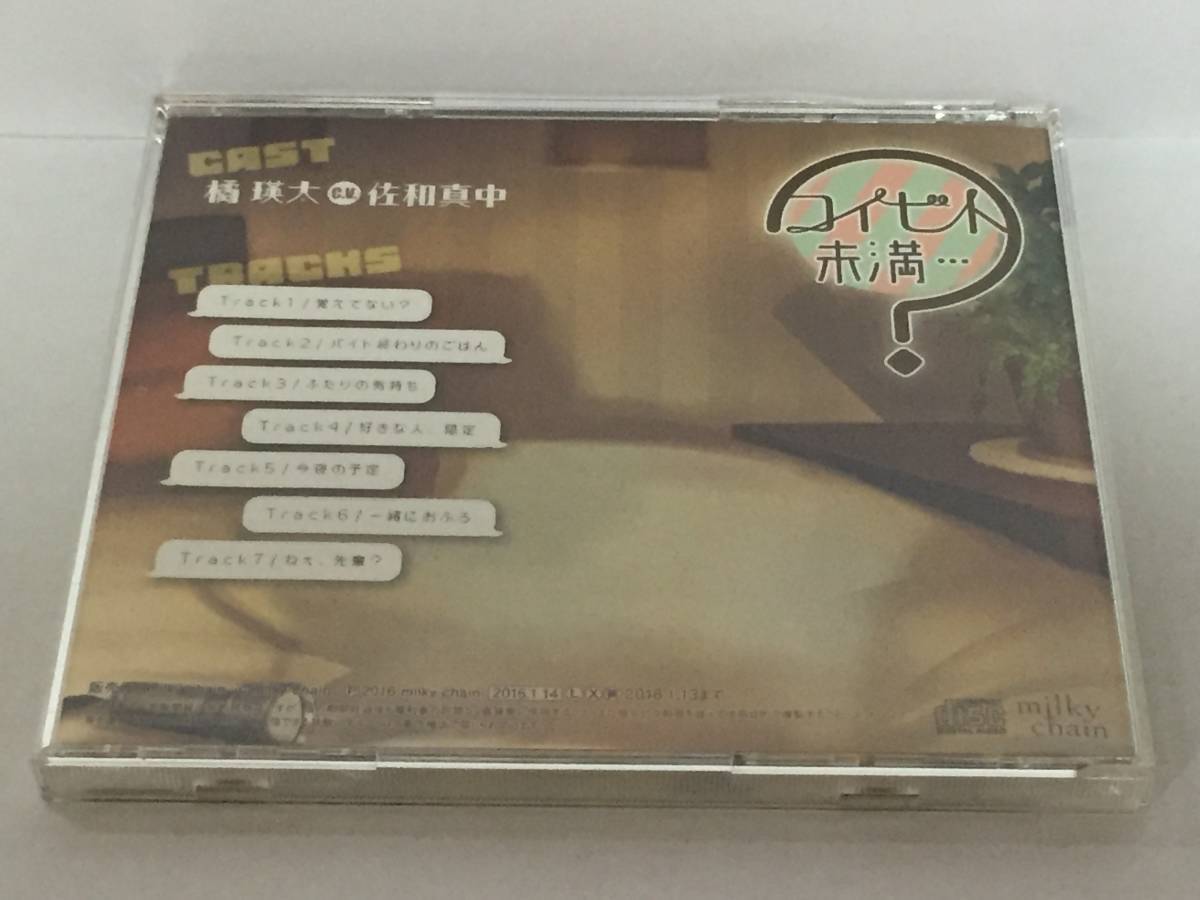 CAST
橘 瑛太 C.V. 佐和真中
コイビト
未満…
?
TRACKS
Track1/覚えてない?
Track2/バイト終わりのごはん
Track3/ふたりの気持ち
Track4/好きな人、限定
Track5/今夜の予定
Track6/一緒におふろ
Track7/ねぇ、先輩?
chain Ⓟ2016 milky chain 2016.1.14 2018.1.13まで
DIGITAL AUDIO
milky
chain